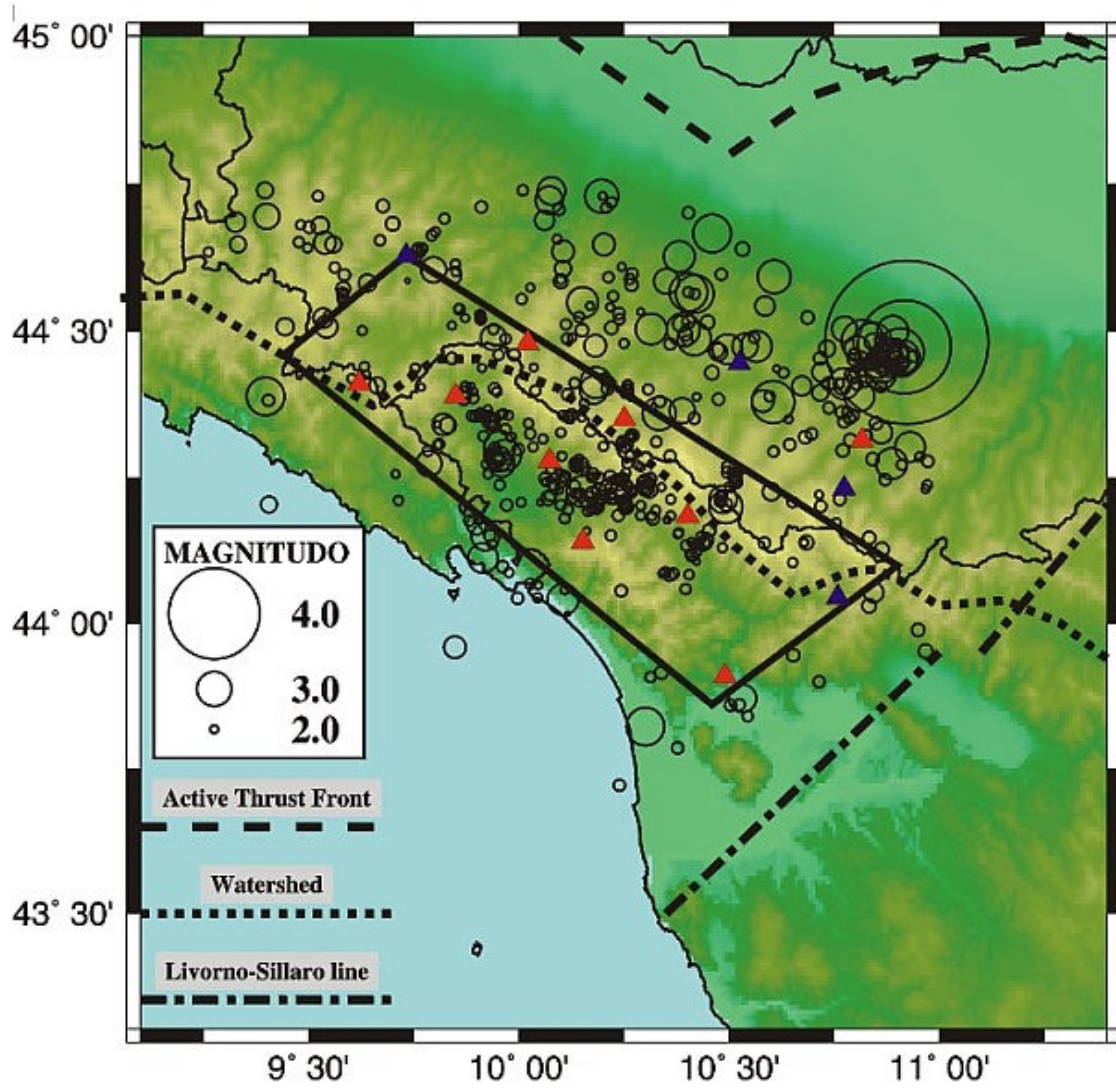 45° 00'
44° 30'
44° 00'
43° 30'
MAGNITUDO
4.0
3.0
2.0
Active Thrust Front
Watershed
Livorno-Sillaro line
9° 30' 10° 00' 10° 30' 11° 00'